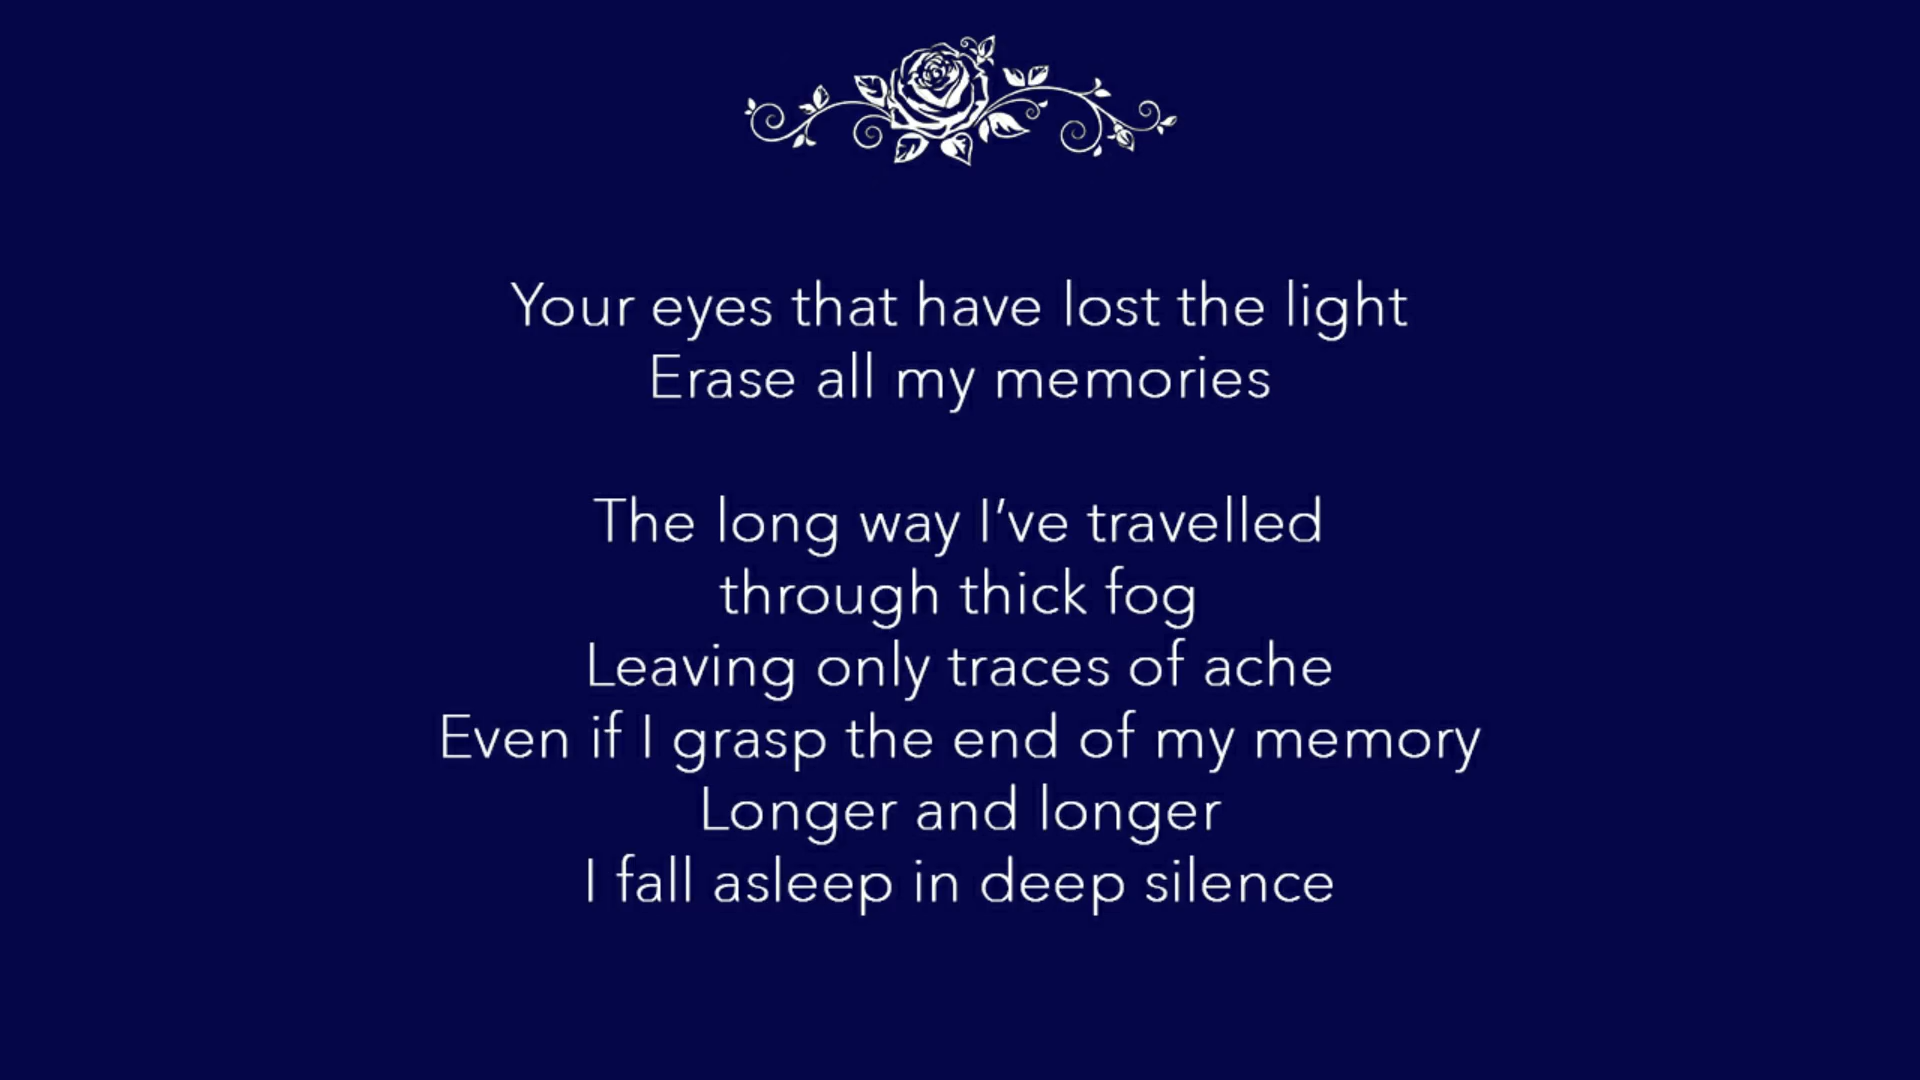 Your eyes that have lost the light
Erase all my memories
The long way I’ve travelled
through thick fog
Leaving only traces of ache
Even if I grasp the end of my memory
Longer and longer
I fall asleep in deep silence